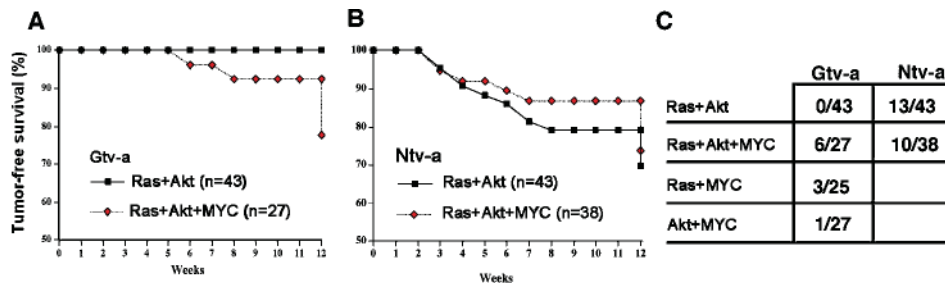 A
Tumor-free survival (%)
100
90
80
70
60
50
Gtv-a
Ras+Akt (n=43)
Ras+Akt+MYC (n=27)
0 1 2 3 4 5 6 7 8 9 10 11 12
Weeks
B
100
90
80
70
60
50
Ntv-a
Ras+Akt (n=43)
Ras+Akt+MYC (n=38)
0 1 2 3 4 5 6 7 8 9 10 11 12
Weeks
C
Gtv-a Ntv-a
Ras+Akt 0/43 13/43
Ras+Akt+MYC 6/27 10/38
Ras+MYC 3/25
Akt+MYC 1/27